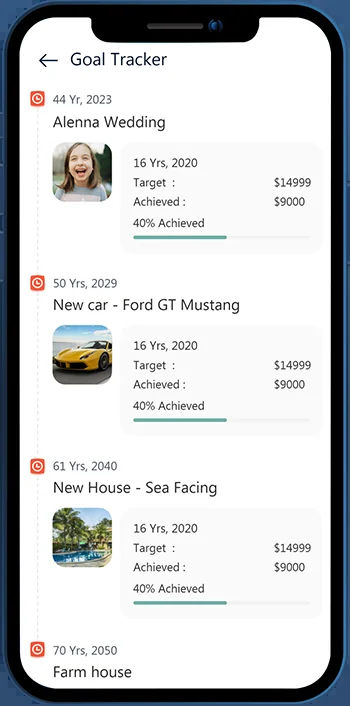 Goal Tracker
44 Yr, 2023
Alenna Wedding
16 Yrs, 2020
Target : $14999
Achieved : $9000
40% Achieved
50 Yrs, 2029
New car - Ford GT Mustang
16 Yrs, 2020
Target : $14999
Achieved : $9000
40% Achieved
61 Yrs, 2040
New House - Sea Facing
16 Yrs, 2020
Target : $14999
Achieved : $9000
40% Achieved
70 Yrs, 2050
Farm house